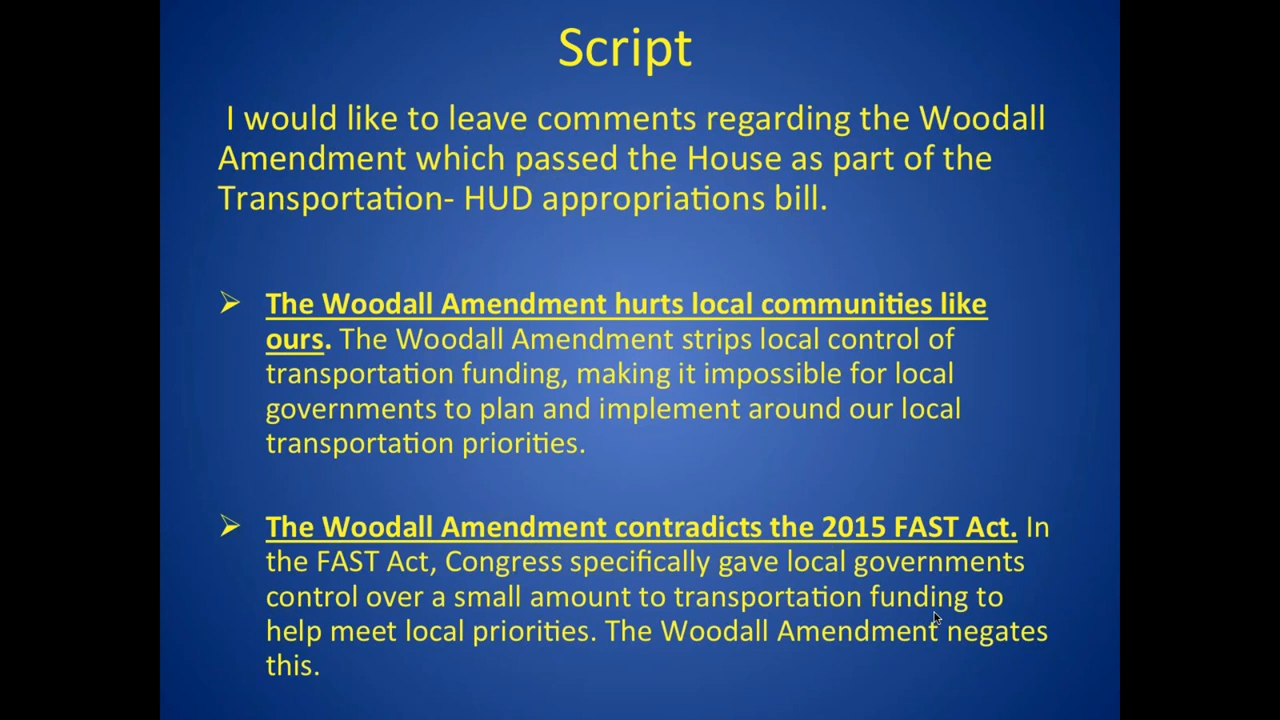 Script
I would like to leave comments regarding the Woodall
Amendment which passed the House as part of the
Transportation- HUD appropriations bill.
➢ The Woodall Amendment hurts local communities like
ours. The Woodall Amendment strips local control of
transportation funding, making it impossible for local
governments to plan and implement around our local
transportation priorities.
➢ The Woodall Amendment contradicts the 2015 FAST Act. In
the FAST Act, Congress specifically gave local governments
control over a small amount to transportation funding to
help meet local priorities. The Woodall Amendment negates
this.